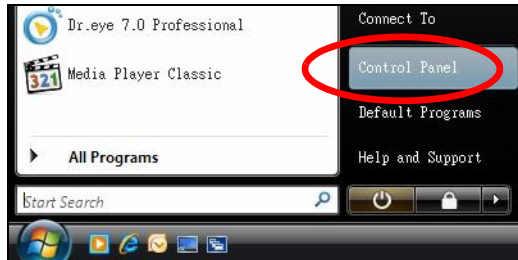 Dr.eye 7.0 Professional
321
Media Player Classic
All Programs
Start Search
Connect To
Control Panel
Default Programs
Help and Support